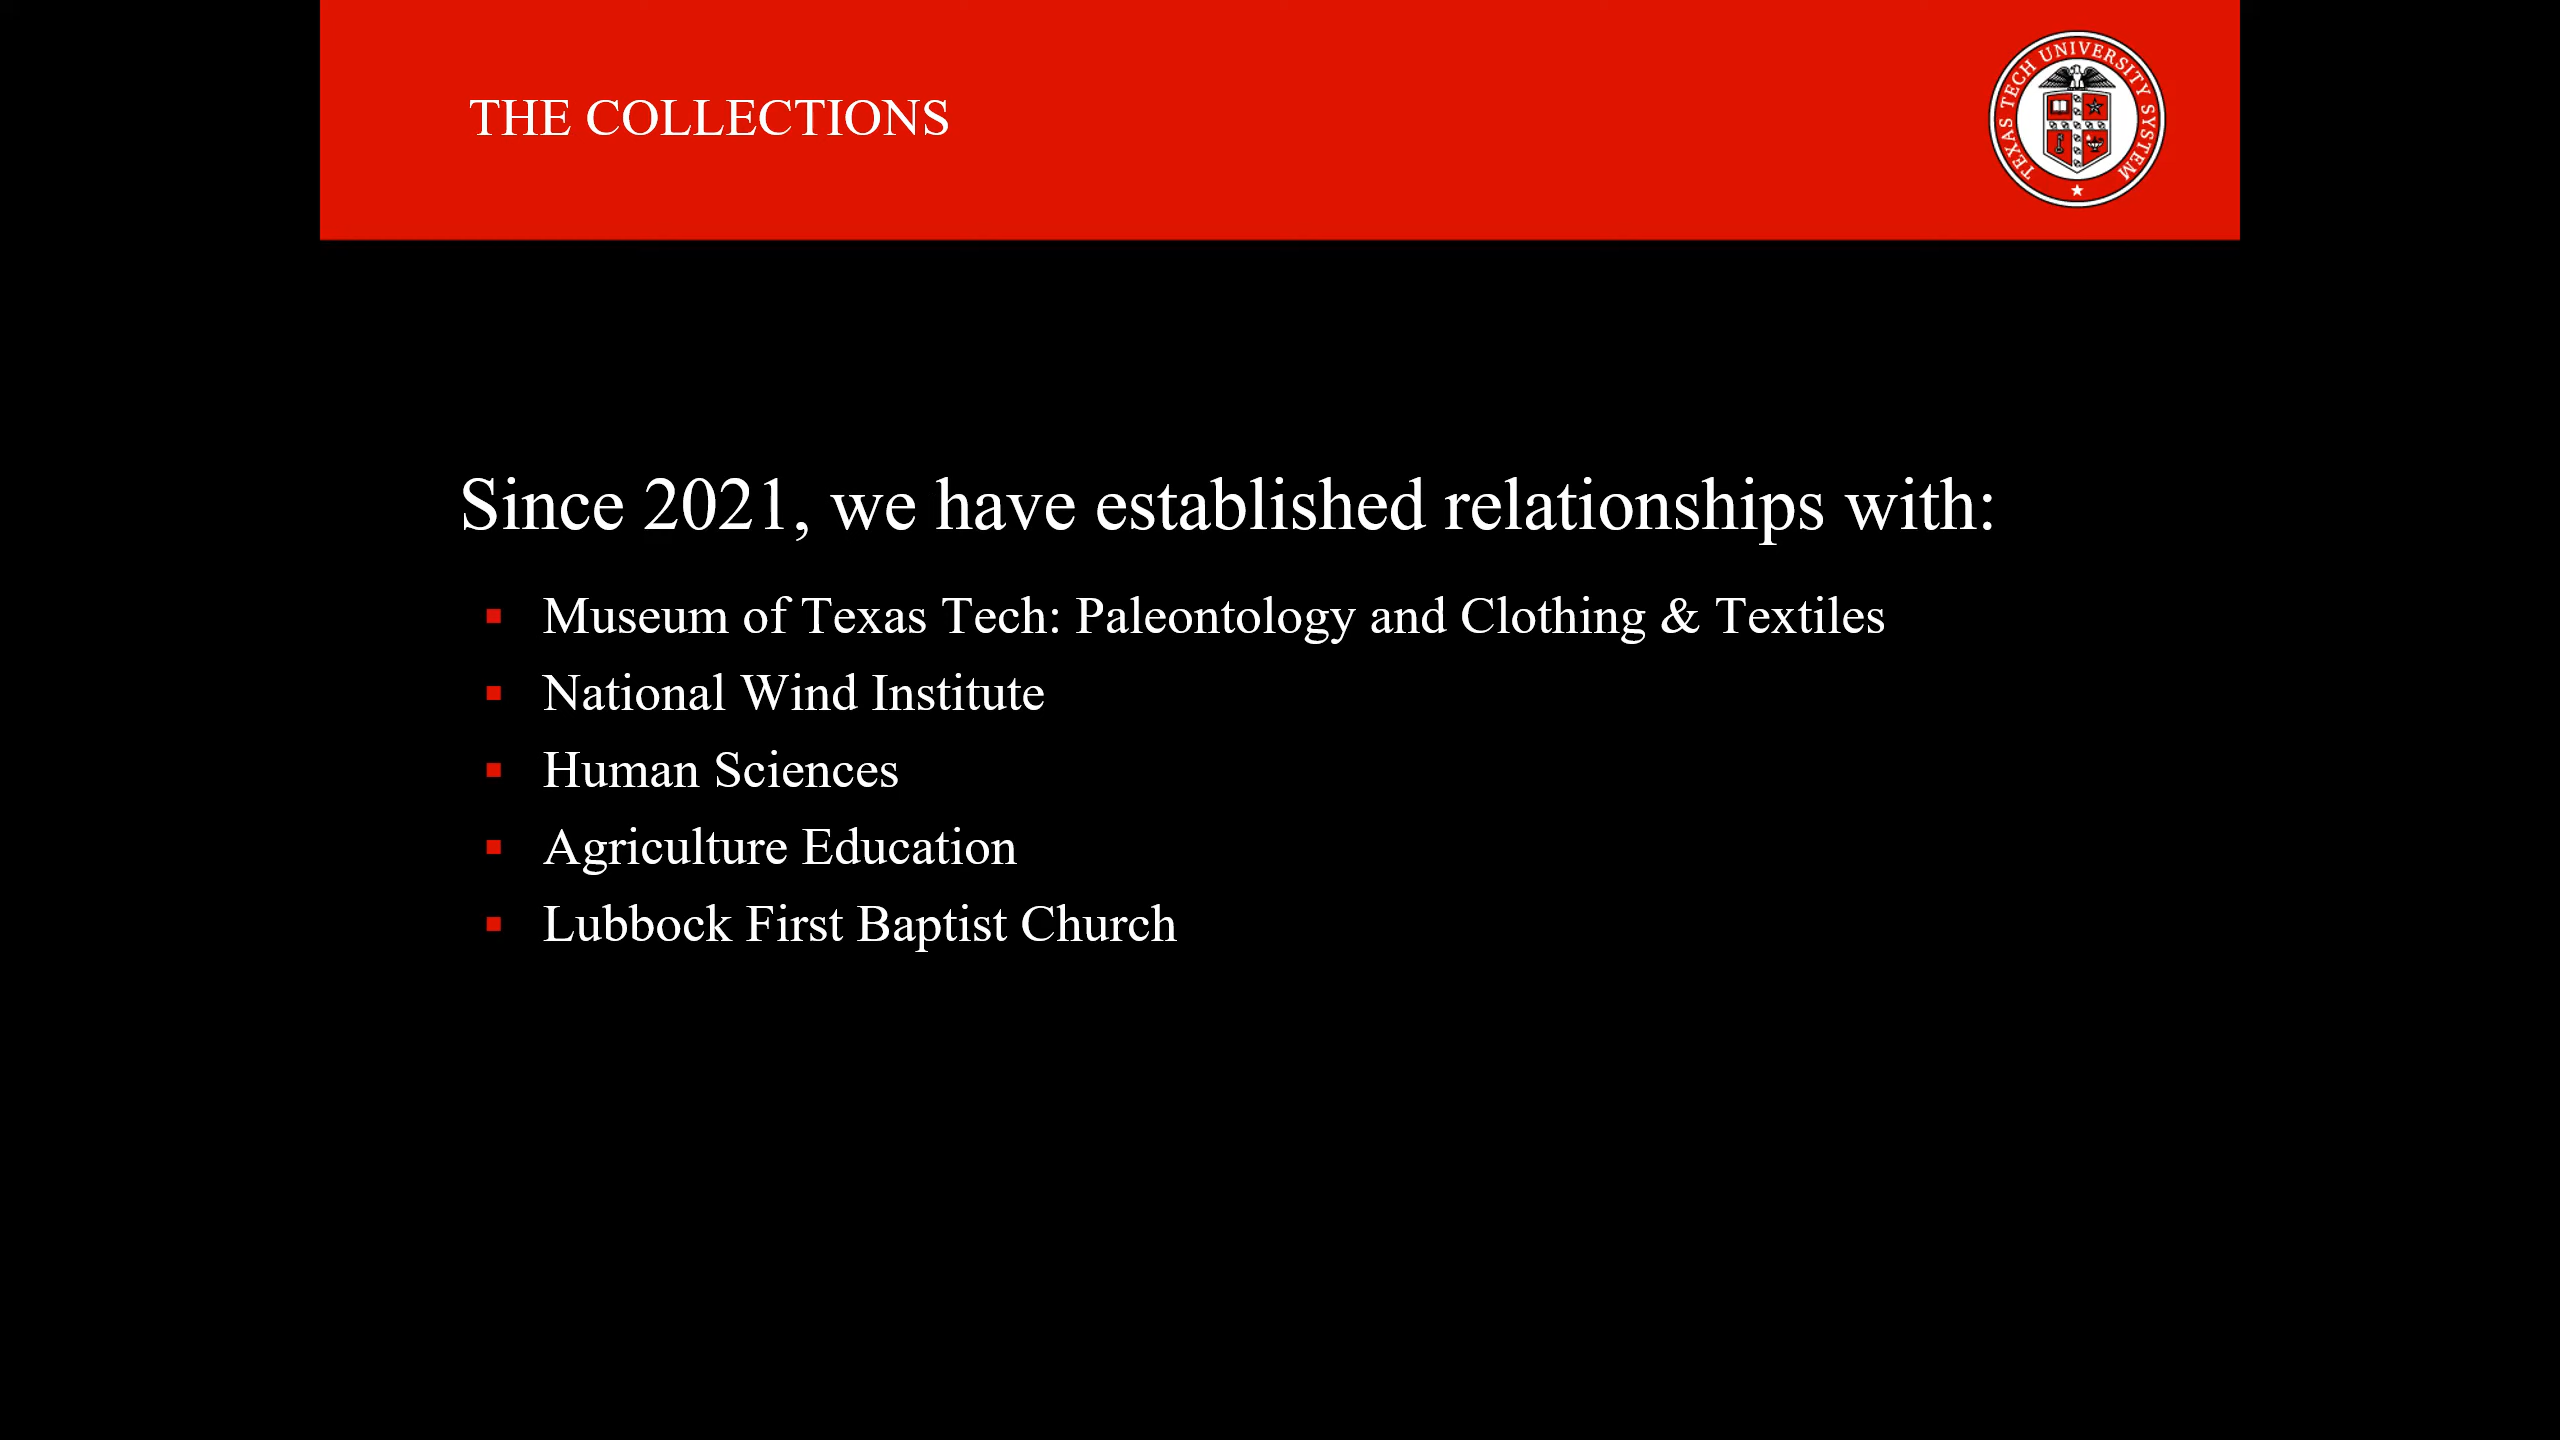 THE COLLECTIONS
TEXAS TECH UNIVERSITY SYSTEM
Since 2021, we have established relationships with:
▪ Museum of Texas Tech: Paleontology and Clothing & Textiles
▪ National Wind Institute
▪ Human Sciences
▪ Agriculture Education
▪ Lubbock First Baptist Church